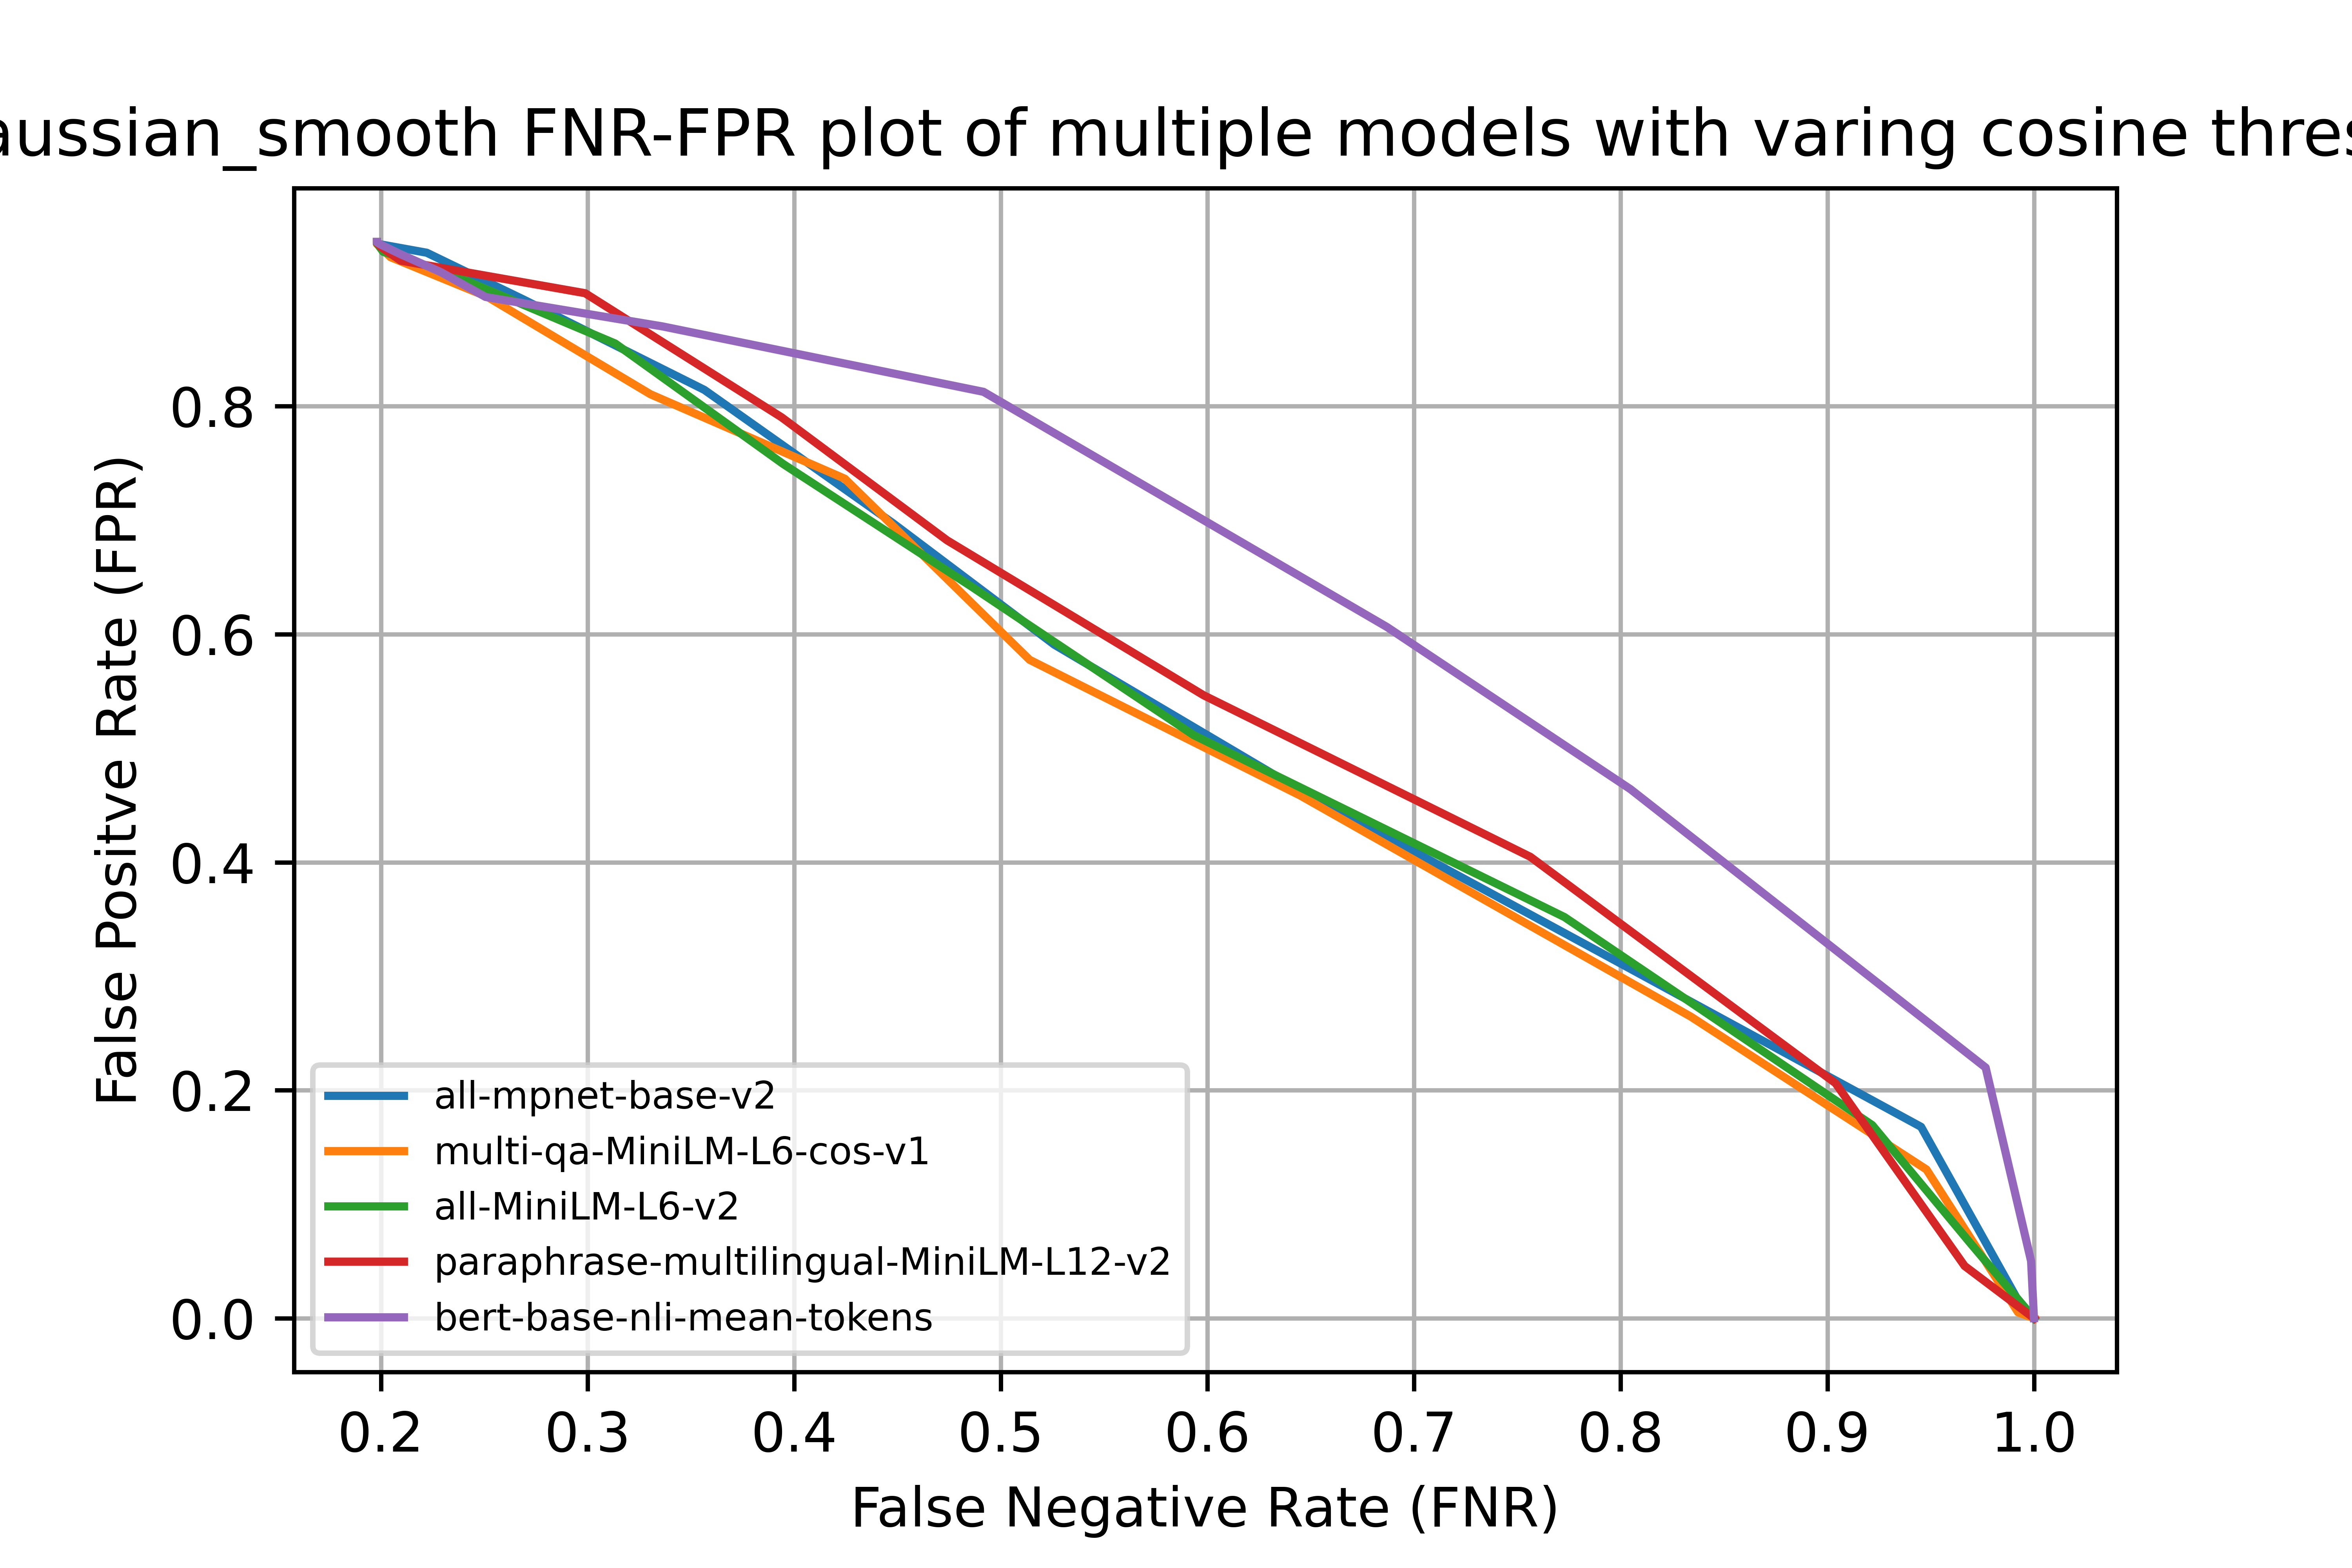 aussian_smooth FNR-FPR plot of multiple models with varing cosine thres
False Positve Rate (FPR)
0.8
0.6
0.4
0.2
0.0
all-mpnet-base-v2
multi-qa-MiniLM-L6-cos-v1
all-MiniLM-L6-v2
paraphrase-multilingual-MiniLM-L12-v2
bert-base-nli-mean-tokens
0.2 0.3 0.4 0.5 0.6 0.7 0.8 0.9 1.0
False Negative Rate (FNR)